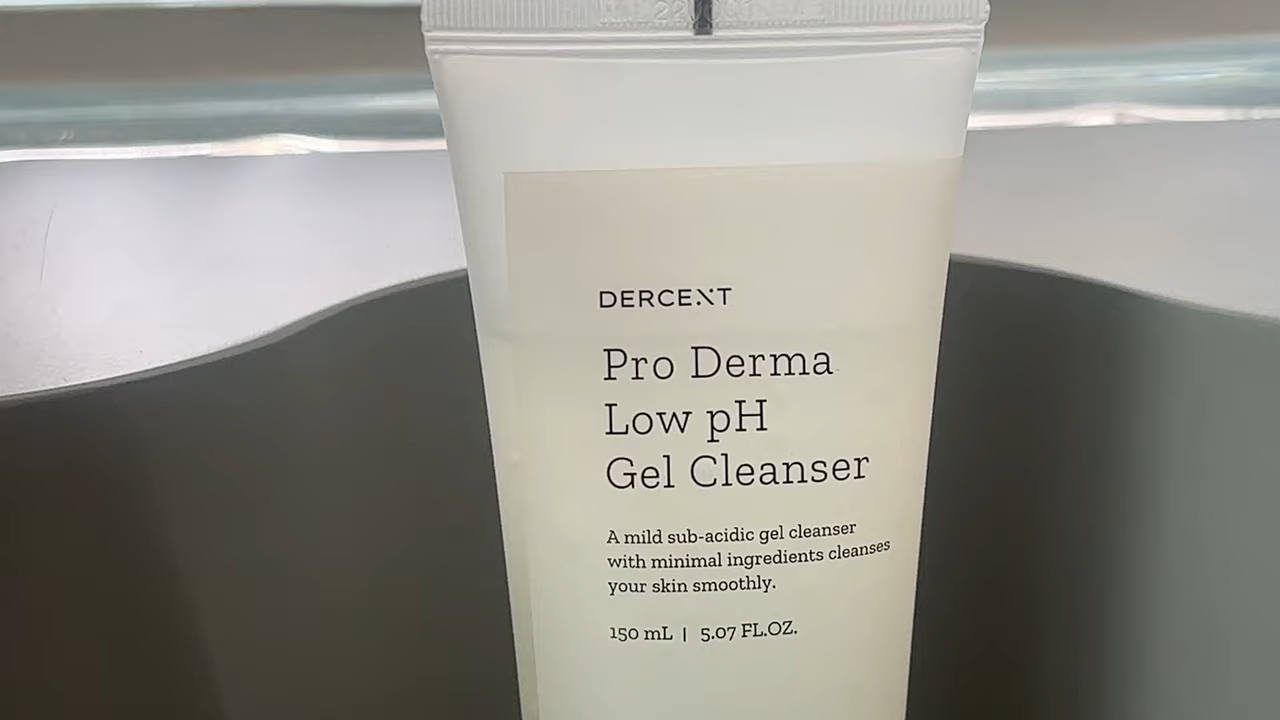 DERCENT
Pro Derma
Low pH
Gel Cleanser
A mild sub-acidic gel cleanser
with minimal ingredients cleanses
your skin smoothly.
150 mL | 5.07 FL.OZ.